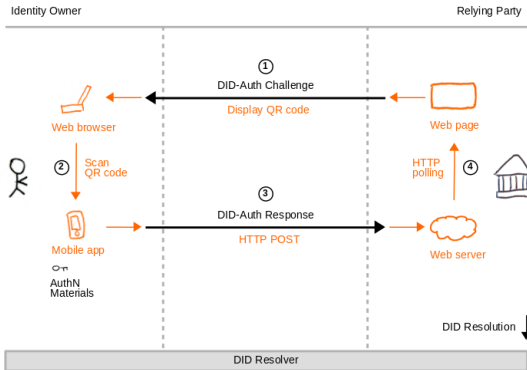 Identity Owner
Relying Party
1
DID-Auth Challenge
Display QR code
Web browser
Web page
2
Scan
QR code
HTTP
polling
4
3
DID-Auth Response
HTTP POST
Mobile app
Web server
AuthN
Materials
DID Resolution
DID Resolver